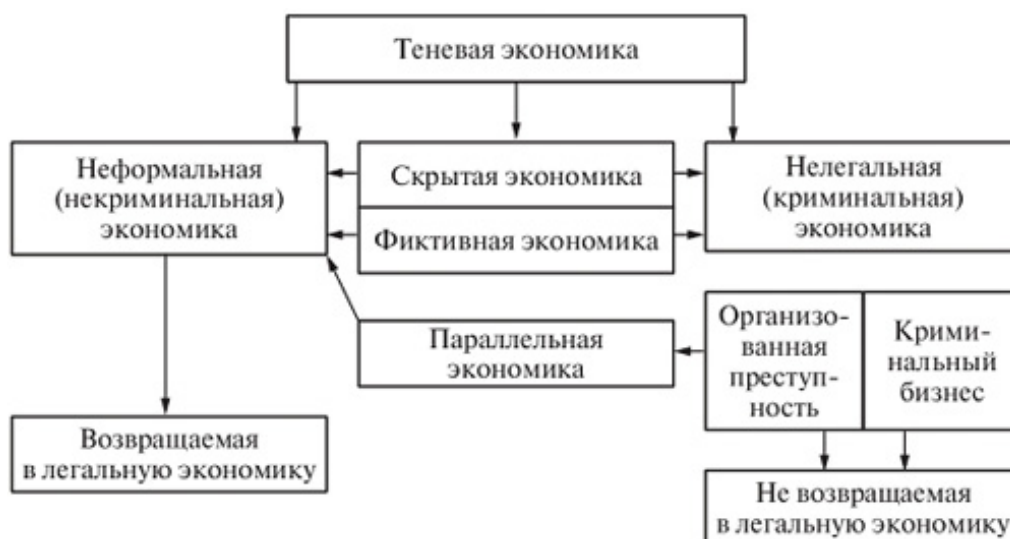 Теневая экономика
Неформальная
(некриминальная)
экономика
Скрытая экономика
Фиктивная экономика
Нелегальная
(криминальная)
экономика
Параллельная
экономика
Организо-
ванная
преступ-
ность
Крими-
нальный
бизнес
Возвращаемая
в легальную экономику
Не возвращаемая
в легальную экономику